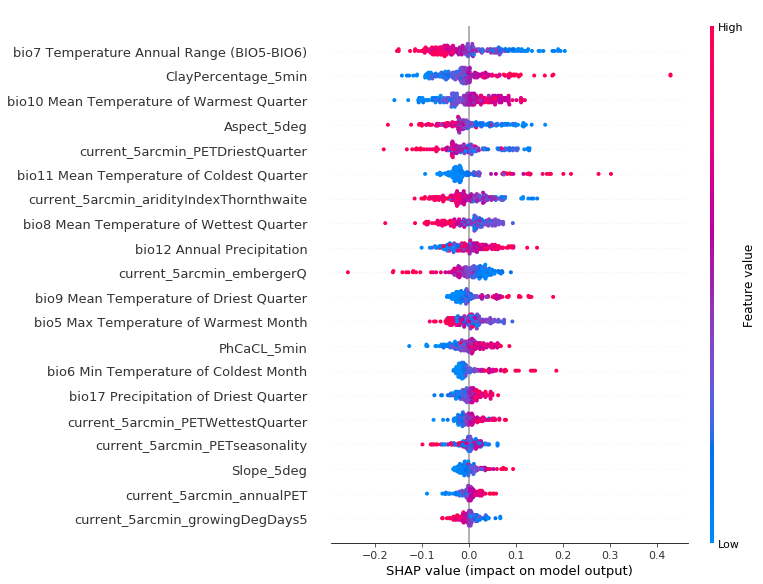 High
bio7 Temperature Annual Range (BIO5-BIO6)
ClayPercentage_5min
bio10 Mean Temperature of Warmest Quarter
Aspect_5deg
current_5arcmin_PETDriestQuarter
bio11 Mean Temperature of Coldest Quarter
current_5arcmin_aridityIndexThornthwaite
bio8 Mean Temperature of Wettest Quarter
bio12 Annual Precipitation
current_5arcmin_embergerQ
bio9 Mean Temperature of Driest Quarter
bio5 Max Temperature of Warmest Month
PhCaCL_5min
bio6 Min Temperature of Coldest Month
bio17 Precipitation of Driest Quarter
current_5arcmin_PETWettestQuarter
current_5arcmin_PETseasonality
Slope_5deg
current_5arcmin_annualPET
current_5arcmin_growingDegDays5
Feature value
Low
−0.2 −0.1 0.0 0.1 0.2 0.3 0.4
SHAP value (impact on model output)